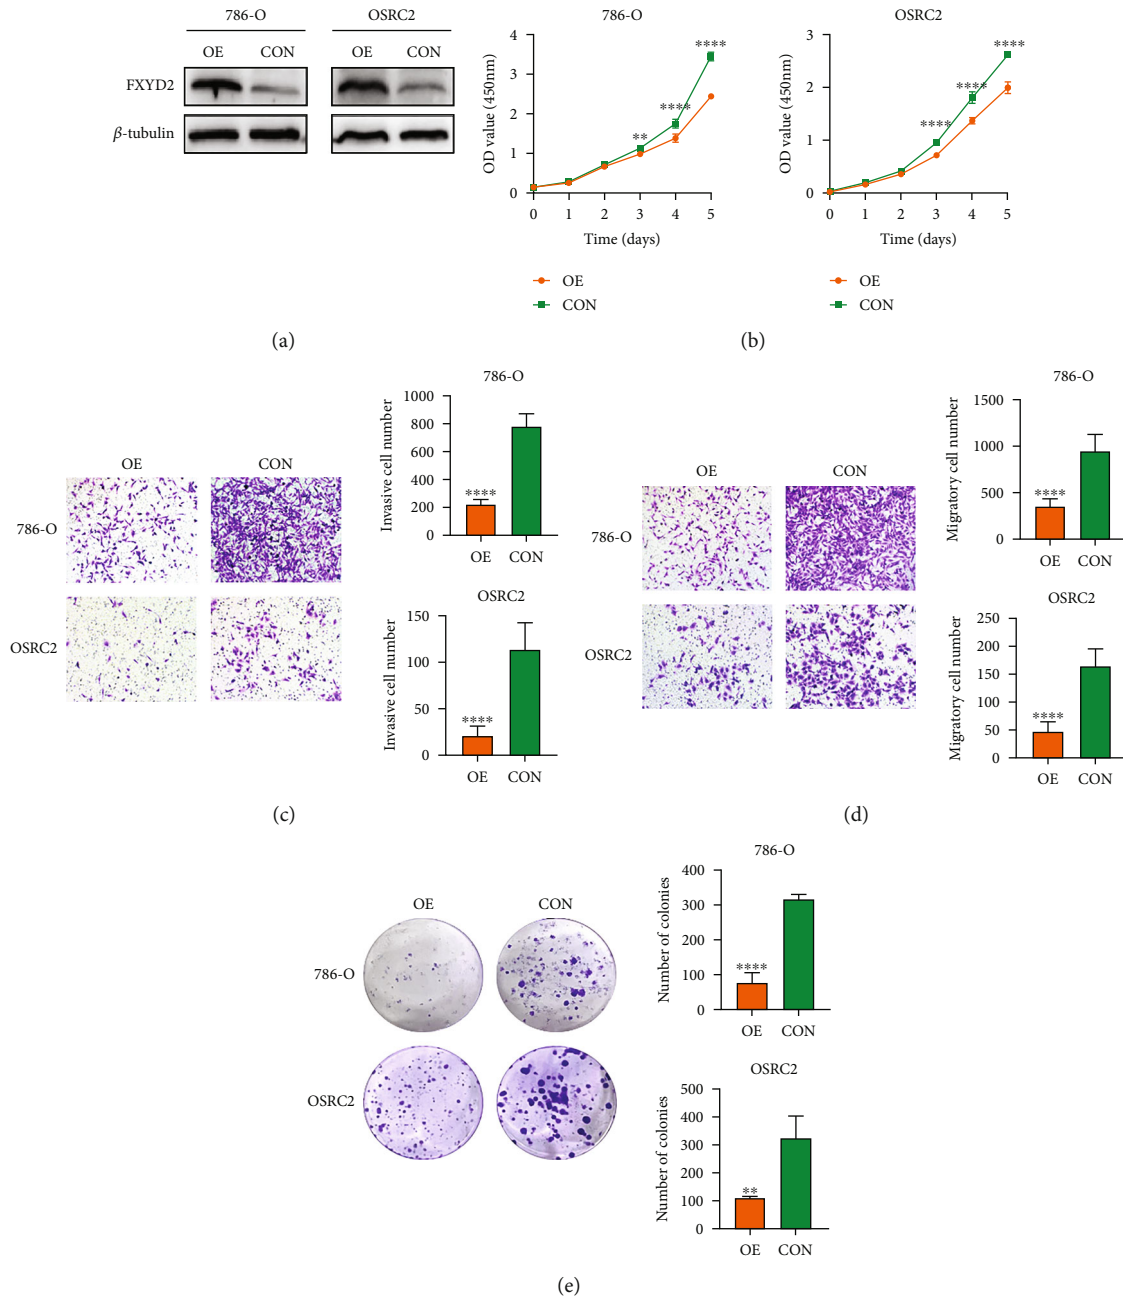 786-O OSRC2
OE CON OE CON
FXYD2
β-tubulin
(a)
786-O
OD value (450nm)
4
3
2
1
0
**
****
****
0 1 2 3 4 5
Time (days)
OE
CON
OSRC2
OD value (450nm)
3
2
1
0
****
****
****
0 1 2 3 4 5
Time (days)
OE
CON
(b)
OE CON
786-O
OSRC2
786-O
Invasive cell number
1000
800
600
400
200
0
****
OE CON
OSRC2
Invasive cell number
150
100
50
0
****
OE CON
(c)
OE CON
786-O
OSRC2
786-O
Migratory cell number
1500
1000
500
0
****
OE CON
OSRC2
Migratory cell number
250
200
150
100
50
0
****
OE CON
(d)
OE CON
786-O
OSRC2
786-O
Number of colonies
400
300
200
100
0
****
OE CON
OSRC2
Number of colonies
500
400
300
200
100
0
**
OE CON
(e)